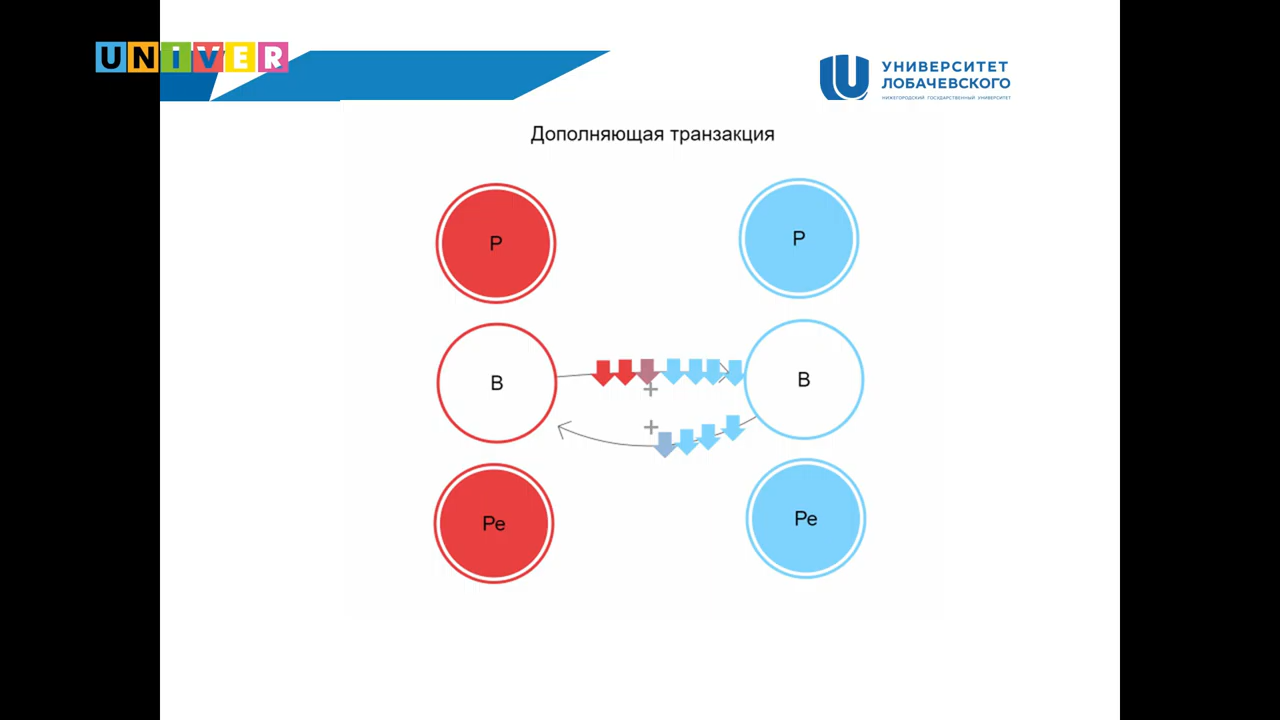 UNIVER
УНИВЕРСИТЕТ
ЛОБАЧЕВСКОГО
НИЖЕГОРОДСКИЙ ГОСУДАРСТВЕННЫЙ УНИВЕРСИТЕТ
Дополняющая транзакция
Р Р
В В
+
+
Ре Ре